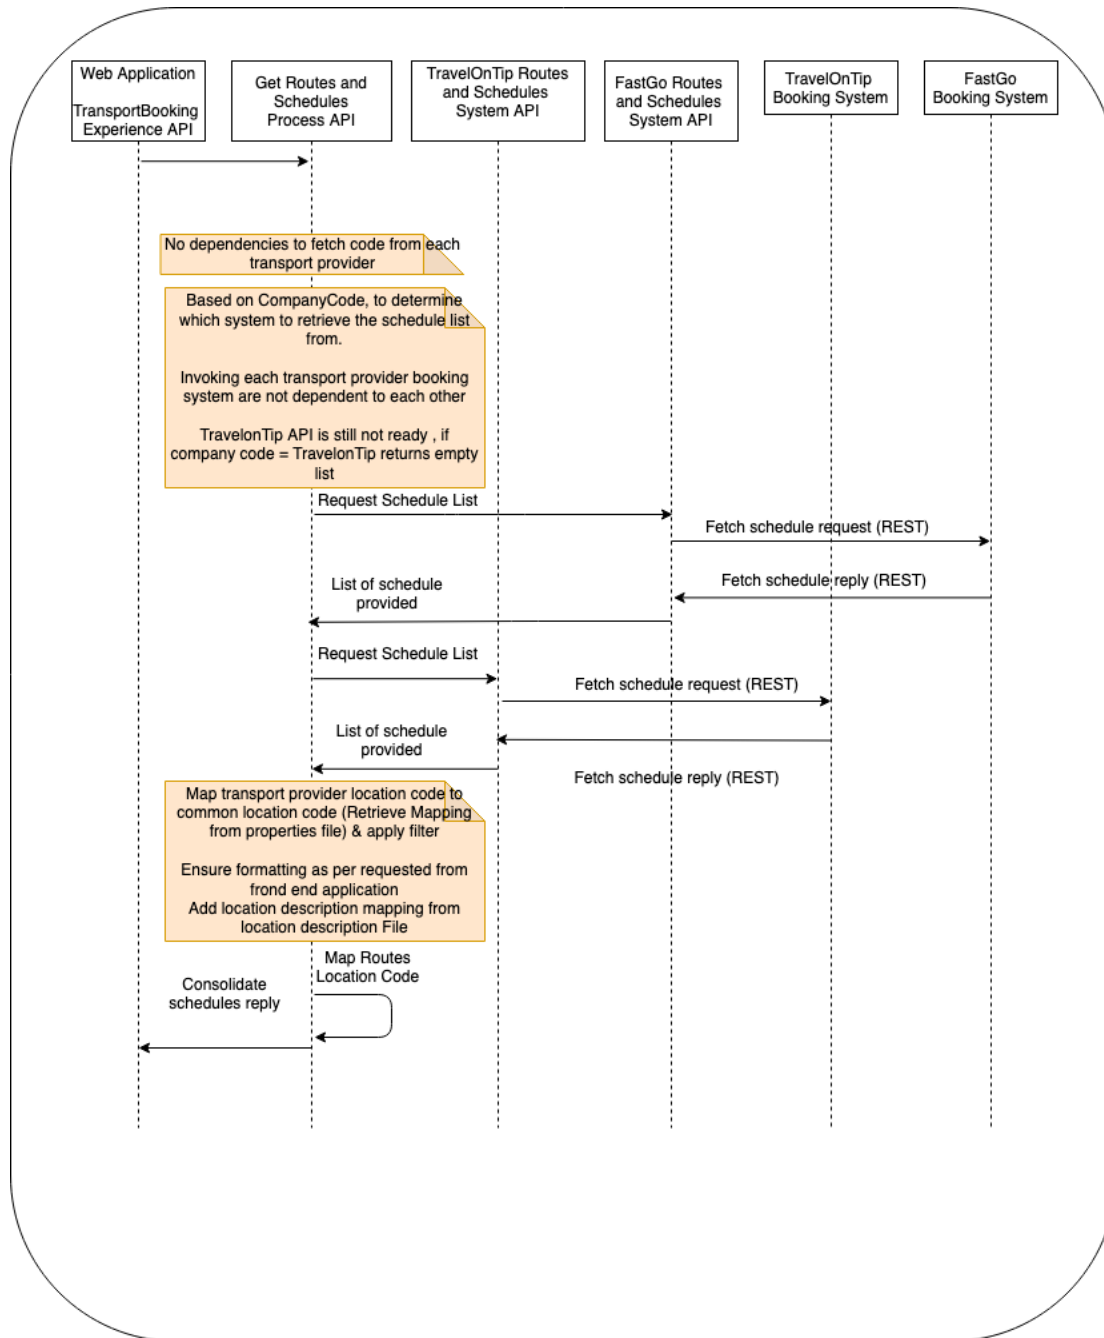 Web Application
TransportBooking
Experience API
Get Routes and
Schedules
Process API
TravelOnTip Routes
and Schedules
System API
FastGo Routes
and Schedules
System API
TravelOnTip
Booking System
FastGo
Booking System
No dependencies to fetch code from each
transport provider
Based on CompanyCode, to determine
which system to retrieve the schedule list
from.
Invoking each transport provider booking
system are not dependent to each other
TravelonTip API is still not ready , if
company code = TravelonTip returns empty
list
Request Schedule List
Fetch schedule request (REST)
Fetch schedule reply (REST)
List of schedule
provided
Request Schedule List
Fetch schedule request (REST)
List of schedule
provided
Fetch schedule reply (REST)
Map transport provider location code to
common location code (Retrieve Mapping
from properties file) & apply filter
Ensure formatting as per requested from
frond end application
Add location description mapping from
location description File
Map Routes
Location Code
Consolidate
schedules reply